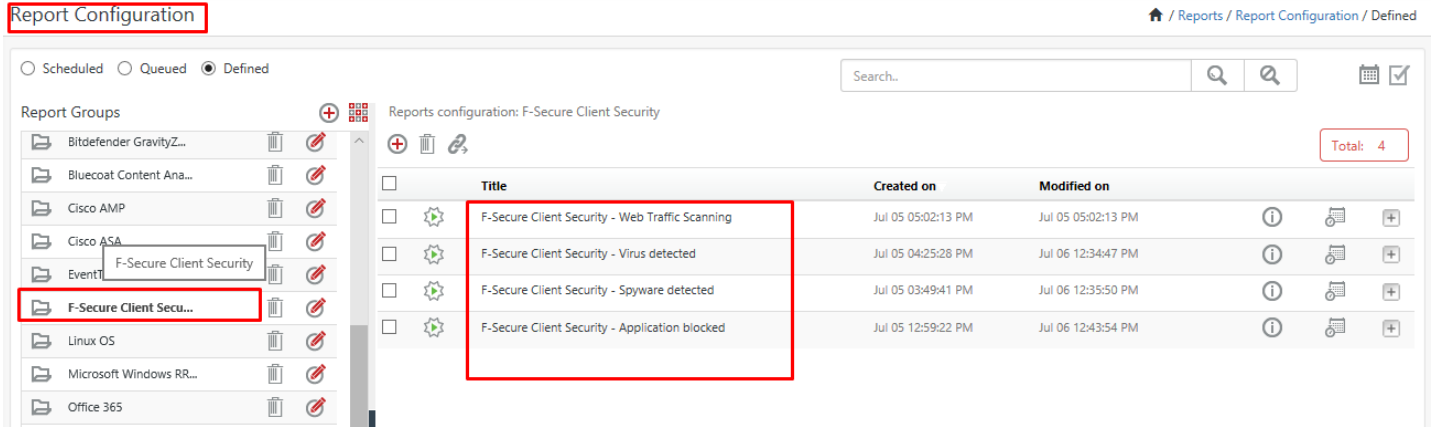 Report Configuration
/ Reports / Report Configuration / Defined
Scheduled Queued Defined
Search..
Report Groups
Reports configuration: F-Secure Client Security
Bitdefender GravityZ...
Total: 4
Bluecoat Content Ana...
Title Created on Modified on
Cisco AMP
F-Secure Client Security - Web Traffic Scanning Jul 05 05:02:13 PM Jul 05 05:02:13 PM
Cisco ASA
F-Secure Client Security - Virus detected Jul 05 04:25:28 PM Jul 06 12:34:47 PM
F-Secure Client Security
EventT
F-Secure Client Security - Spyware detected Jul 05 03:49:41 PM Jul 06 12:35:50 PM
F-Secure Client Secu...
F-Secure Client Security - Application blocked Jul 05 12:59:22 PM Jul 06 12:43:54 PM
Linux OS
Microsoft Windows RR...
Office 365